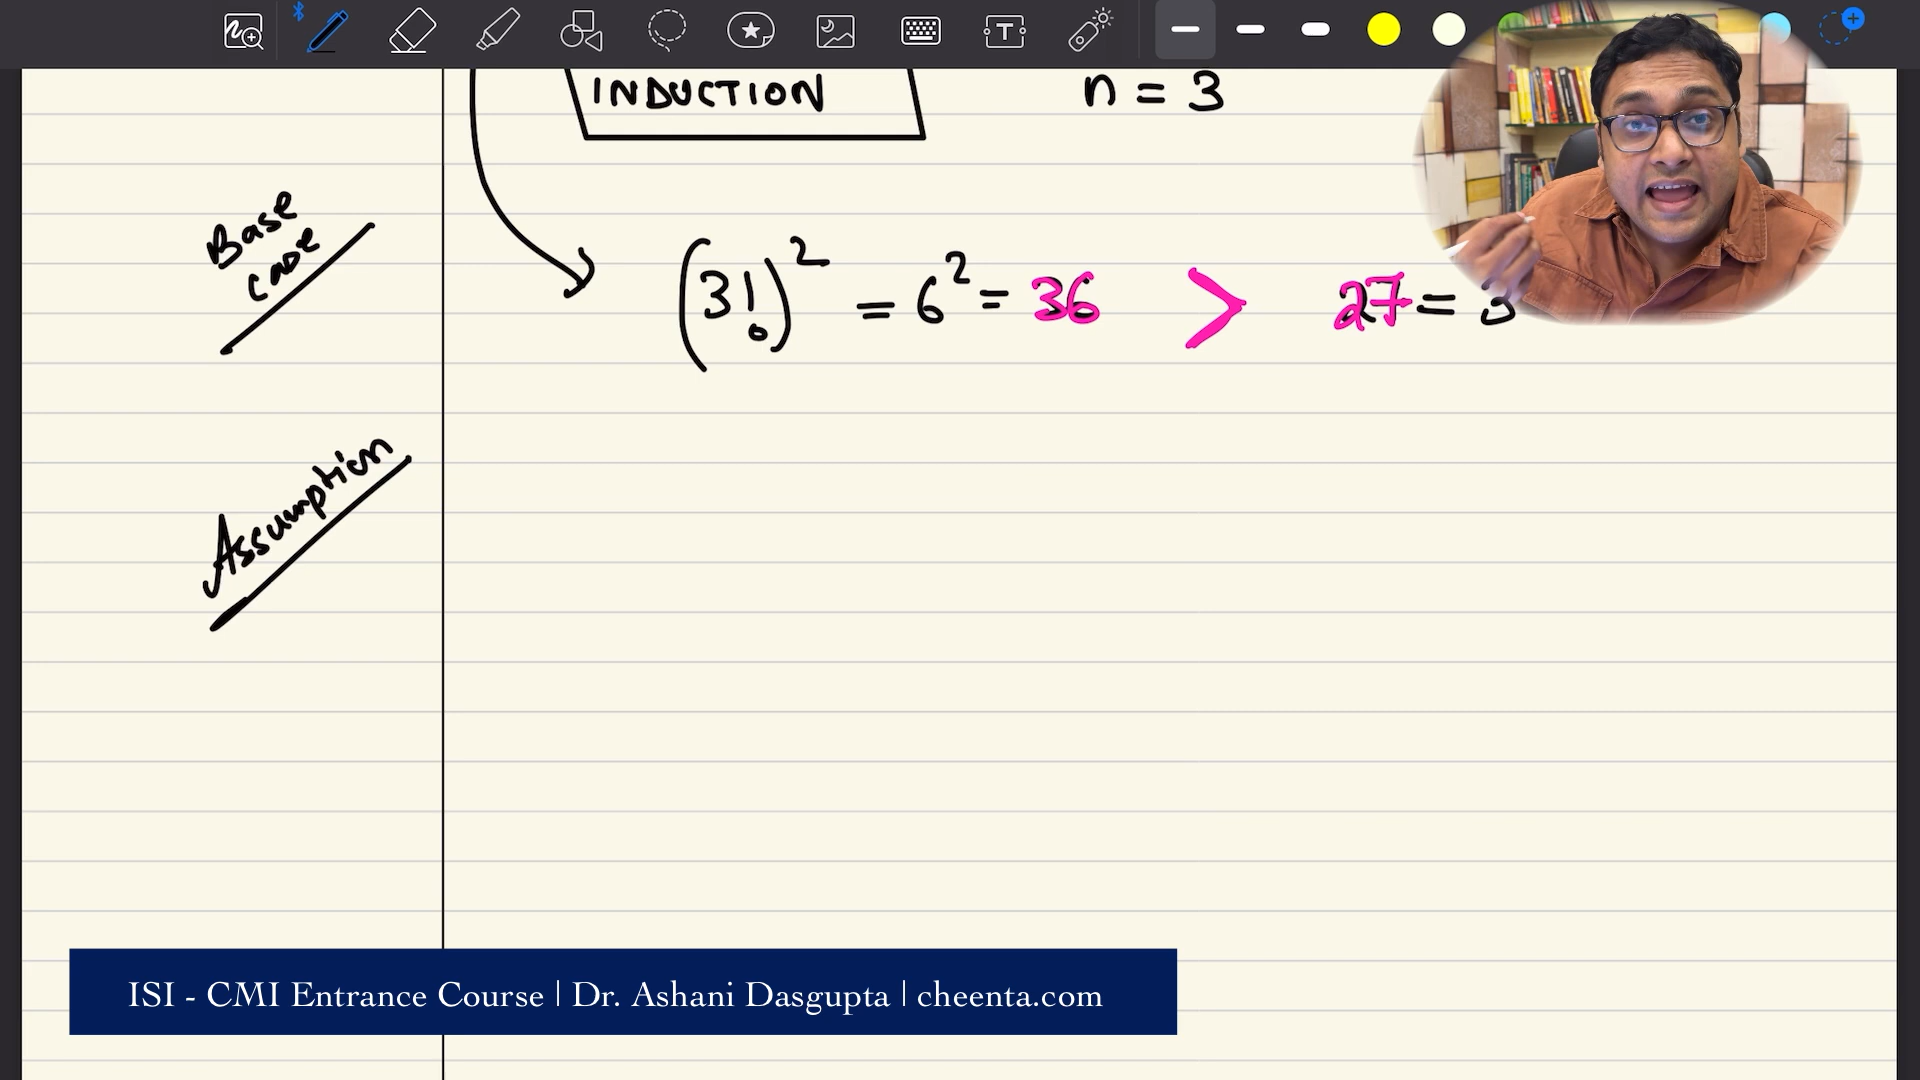 INDUCTION
n = 3
Base case
(3!)² = 6² = 36 > 27 = 3
Assumption
ISI - CMI Entrance Course | Dr. Ashani Dasgupta | cheenta.com